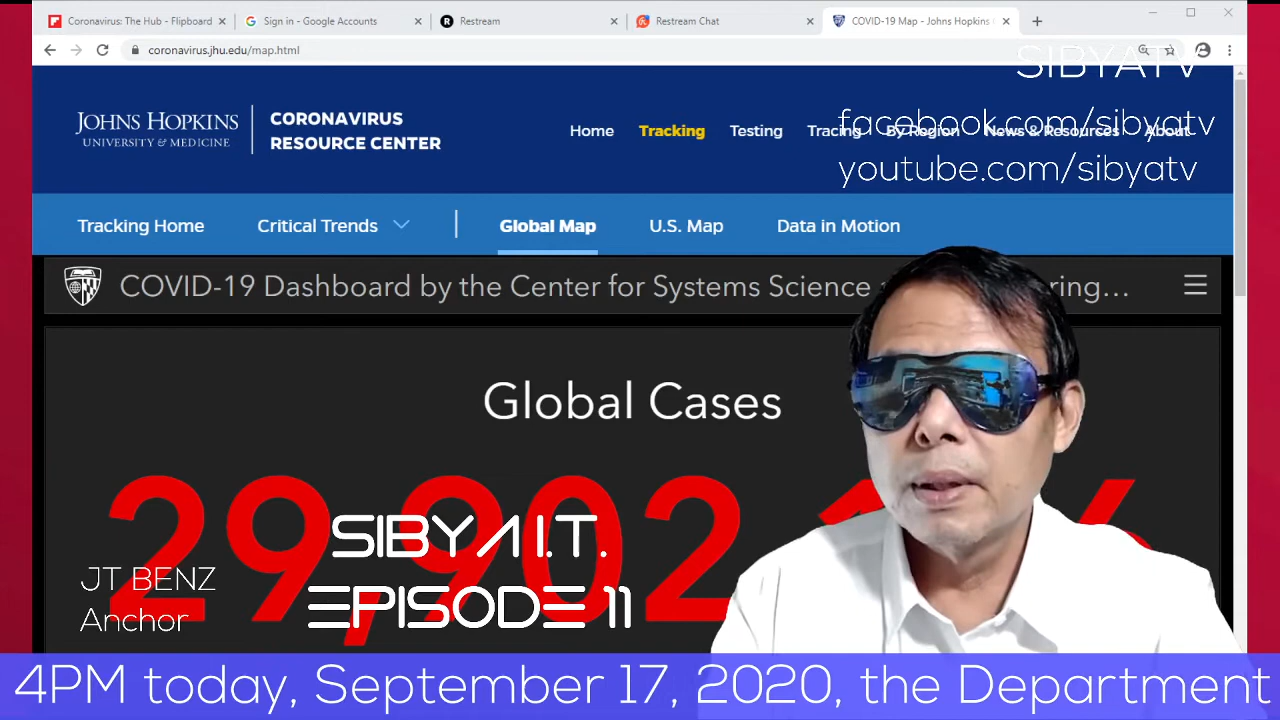 Coronavirus: The Hub - Flipboard
Sign in - Google Accounts
Restream
Restream Chat
COVID-19 Map - Johns Hopkins
coronavirus.jhu.edu/map.html
SIBYATV
JOHNS HOPKINS
UNIVERSITY & MEDICINE
CORONAVIRUS
RESOURCE CENTER
Home Tracking Testing Tracing By Region News & Resources About
facebook.com/sibyatv
youtube.com/sibyatv
Tracking Home Critical Trends Global Map U.S. Map Data in Motion
COVID-19 Dashboard by the Center for Systems Science
Global Cases
29,902
SIBYA I.T.
EPISODE 11
JT BENZ
Anchor
4PM today, September 17, 2020, the Department